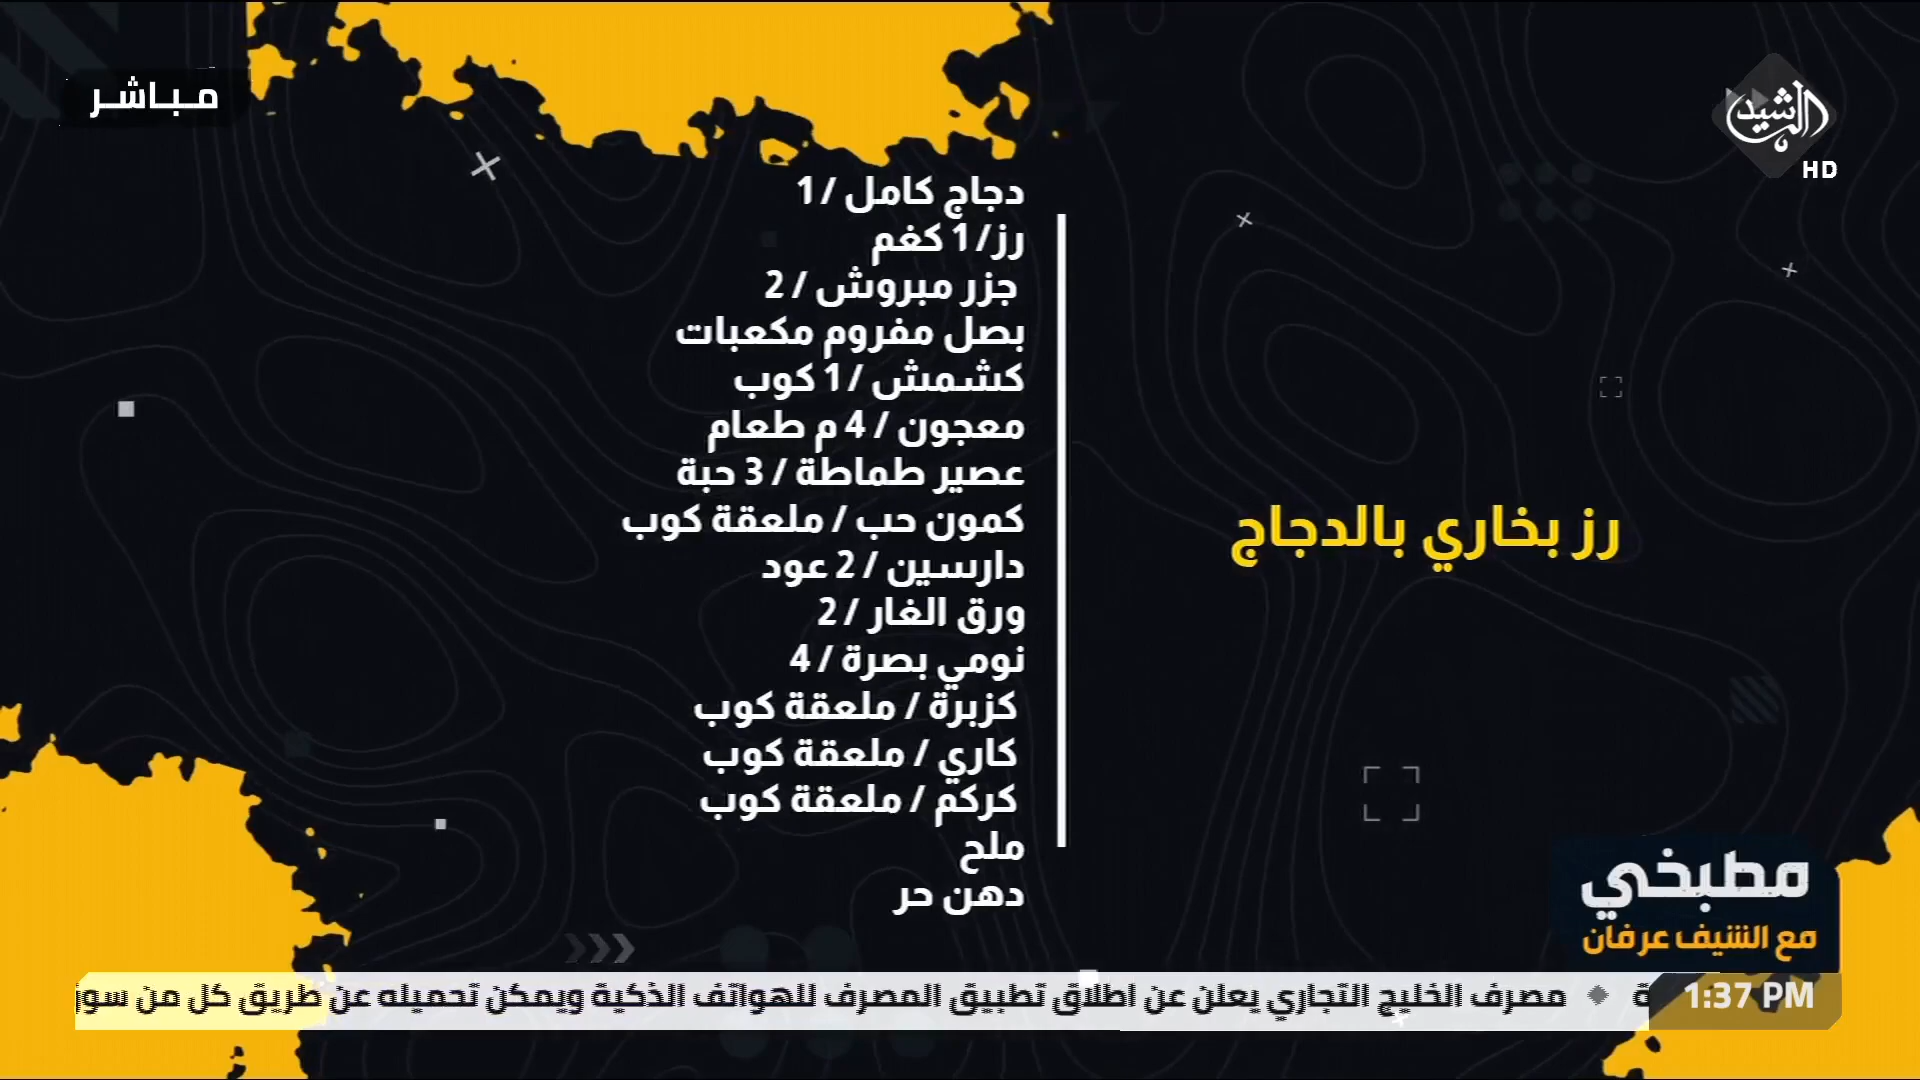 مباشر
الرشيد
HD
دجاج كامل /1
رز/ 1 كغم
جزر مبروش / 2
بصل مفروم مكعبات
كشمش / 1 كوب
معجون / 4 م طعام
عصير طماطة / 3 حبة
كمون حب / ملعقة كوب
دارسين / 2 عود
ورق الغار / 2
نومي بصرة / 4
كزبرة / ملعقة كوب
كاري / ملعقة كوب
كركم / ملعقة كوب
ملح
دهن حر
رز بخاري بالدجاج
مطبخي
مع الشيف عرفان
1:37 PM
مصرف الخليج التجاري يعلن عن اطلاق تطبيق المصرف للهواتف الذكية ويمكن تحميله عن طريق كل من